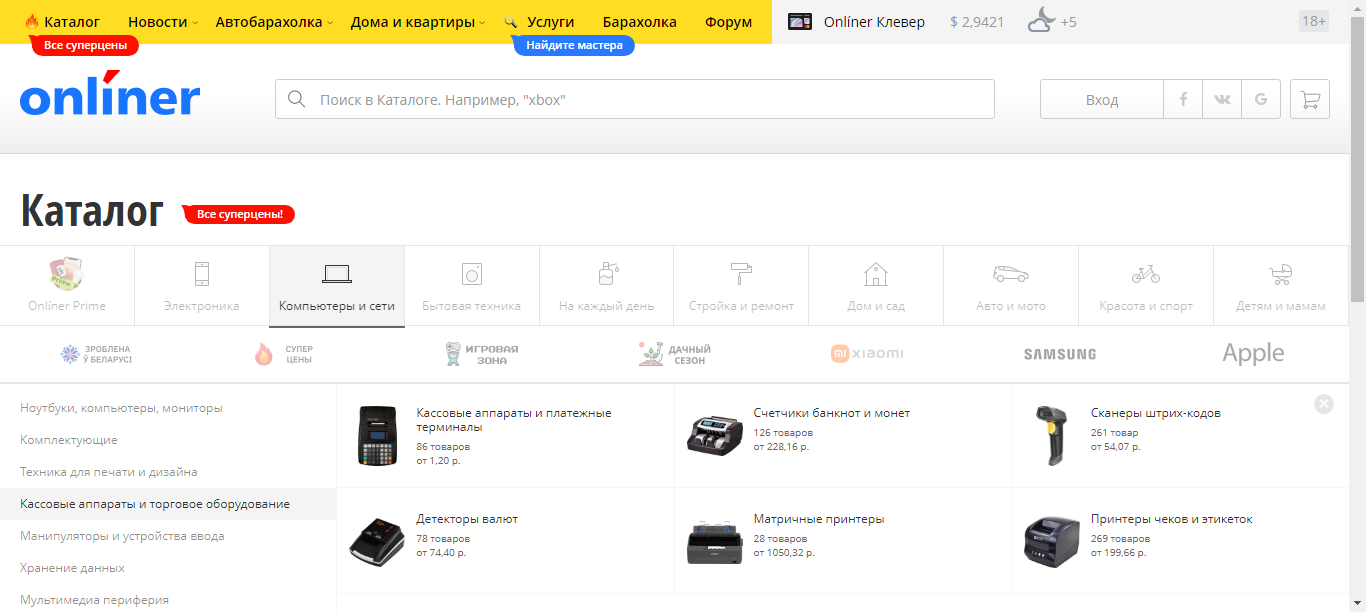 Каталог Новости Автобарахолка Дома и квартиры Услуги Барахолка Форум Onlíner Клевер $ 2,9421 +5 18+
Все суперцены Найдите мастера
onlíner
Поиск в Каталоге. Например, "xbox"
Вход
Каталог Все суперцены!
Onlíner Prime Электроника Компьютеры и сети Бытовая техника На каждый день Стройка и ремонт Дом и сад Авто и мото Красота и спорт Детям и мамам
ЗРОБЛЕНА
Ў БЕЛАРУСІ
СУПЕР
ЦЕНЫ
ИГРОВАЯ
ЗОНА
ДАЧНЫЙ
СЕЗОН
xiaomi
SAMSUNG
Apple
Ноутбуки, компьютеры, мониторы
Комплектующие
Техника для печати и дизайна
Кассовые аппараты и торговое оборудование
Манипуляторы и устройства ввода
Хранение данных
Мультимедиа периферия
Кассовые аппараты и платежные
терминалы
86 товаров
от 1,20 р.
Счетчики банкнот и монет
126 товаров
от 228,16 р.
Сканеры штрих-кодов
261 товар
от 54,07 р.
Детекторы валют
78 товаров
от 74,40 р.
Матричные принтеры
28 товаров
от 1050,32 р.
Принтеры чеков и этикеток
269 товаров
от 199,66 р.